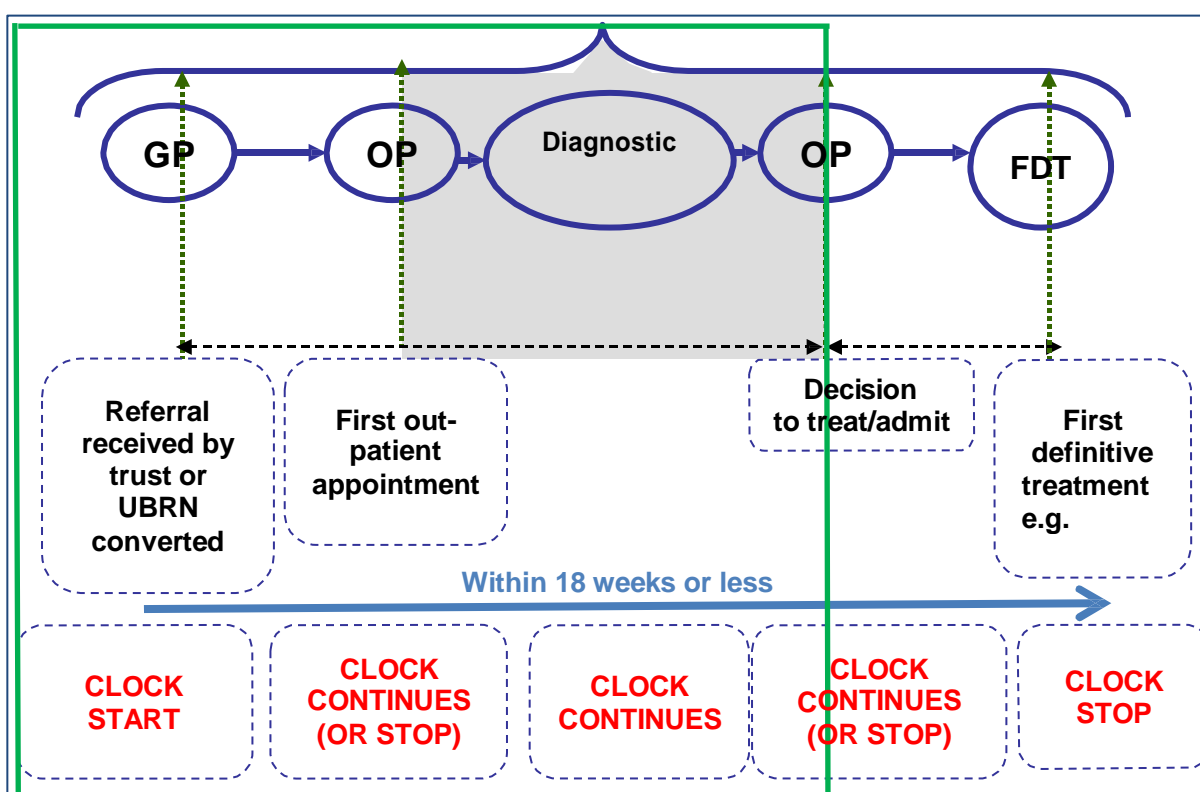 GP
OP
Diagnostic
OP
FDT
Referral
received by
trust or
UBRN
converted
First out-
patient
appointment
Decision
to treat/admit
First
definitive
treatment
e.g.
Within 18 weeks or less
CLOCK
START
CLOCK
CONTINUES
(OR STOP)
CLOCK
CONTINUES
CLOCK
CONTINUES
(OR STOP)
CLOCK
STOP